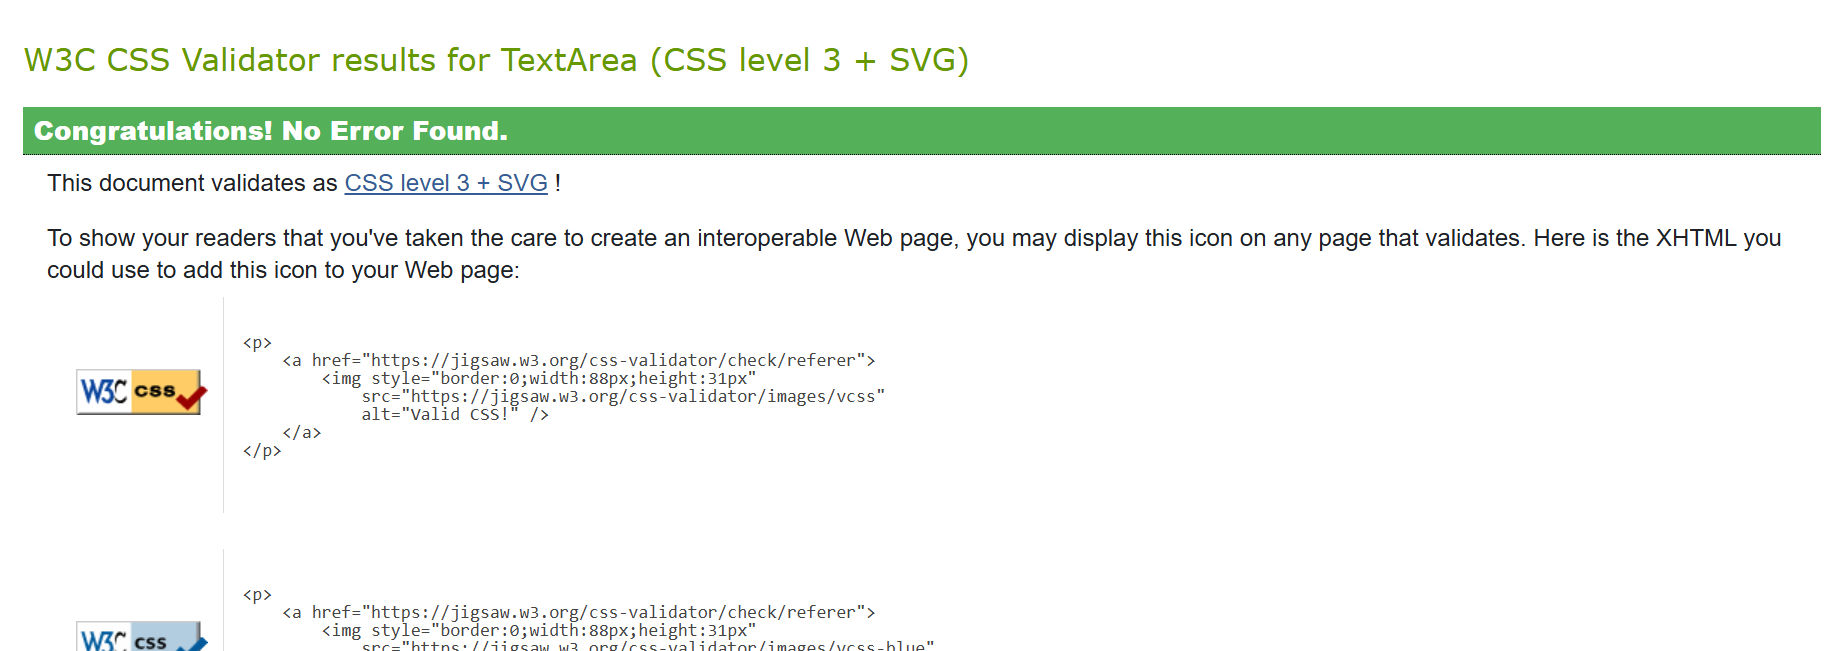 W3C CSS Validator results for TextArea (CSS level 3 + SVG)
Congratulations! No Error Found.
This document validates as CSS level 3 + SVG !
To show your readers that you've taken the care to create an interoperable Web page, you may display this icon on any page that validates. Here is the XHTML you
could use to add this icon to your Web page:
W3C css
<p>
<a href="https://jigsaw.w3.org/css-validator/check/referer">
<img style="border:0;width:88px;height:31px"
src="https://jigsaw.w3.org/css-validator/images/vcss"
alt="Valid CSS!" />
</a>
</p>
W3C css
<p>
<a href="https://jigsaw.w3.org/css-validator/check/referer">
<img style="border:0;width:88px;height:31px"
src="https://jigsaw.w3.org/css-validator/images/vcss-blue"